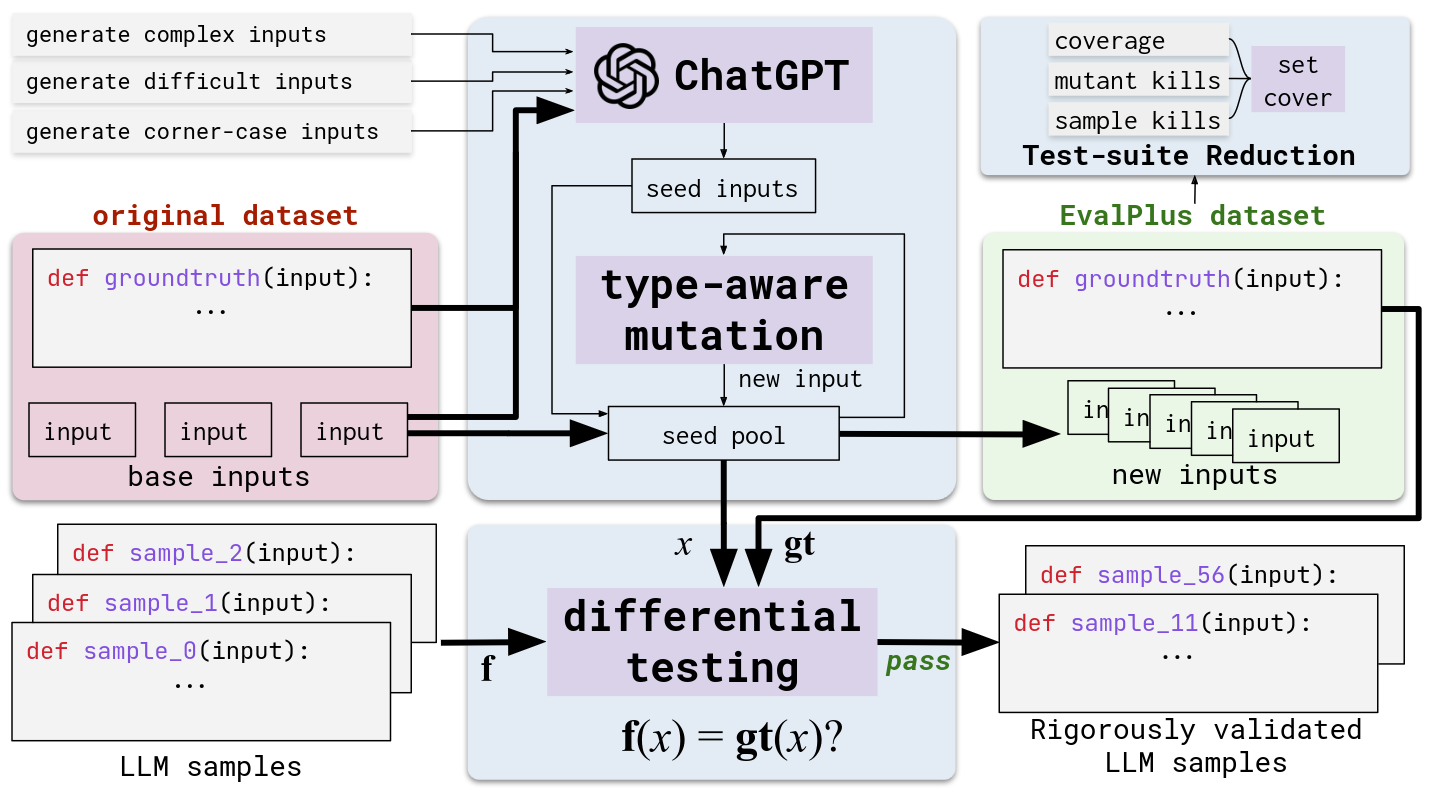 generate complex inputs
generate difficult inputs
generate corner-case inputs
ChatGPT
seed inputs
type-aware
mutation
new input
seed pool
coverage
mutant kills
sample kills
set
cover
Test-suite Reduction
original dataset
def groundtruth(input):
...
input
input
input
base inputs
EvalPlus dataset
def groundtruth(input):
...
in
in
in
in
input
new inputs
def sample_2(input):
def sample_1(input):
def sample_0(input):
...
LLM samples
f
x
gt
differential
testing
f(x) = gt(x)?
pass
def sample_56(input):
def sample_11(input):
...
Rigorously validated
LLM samples